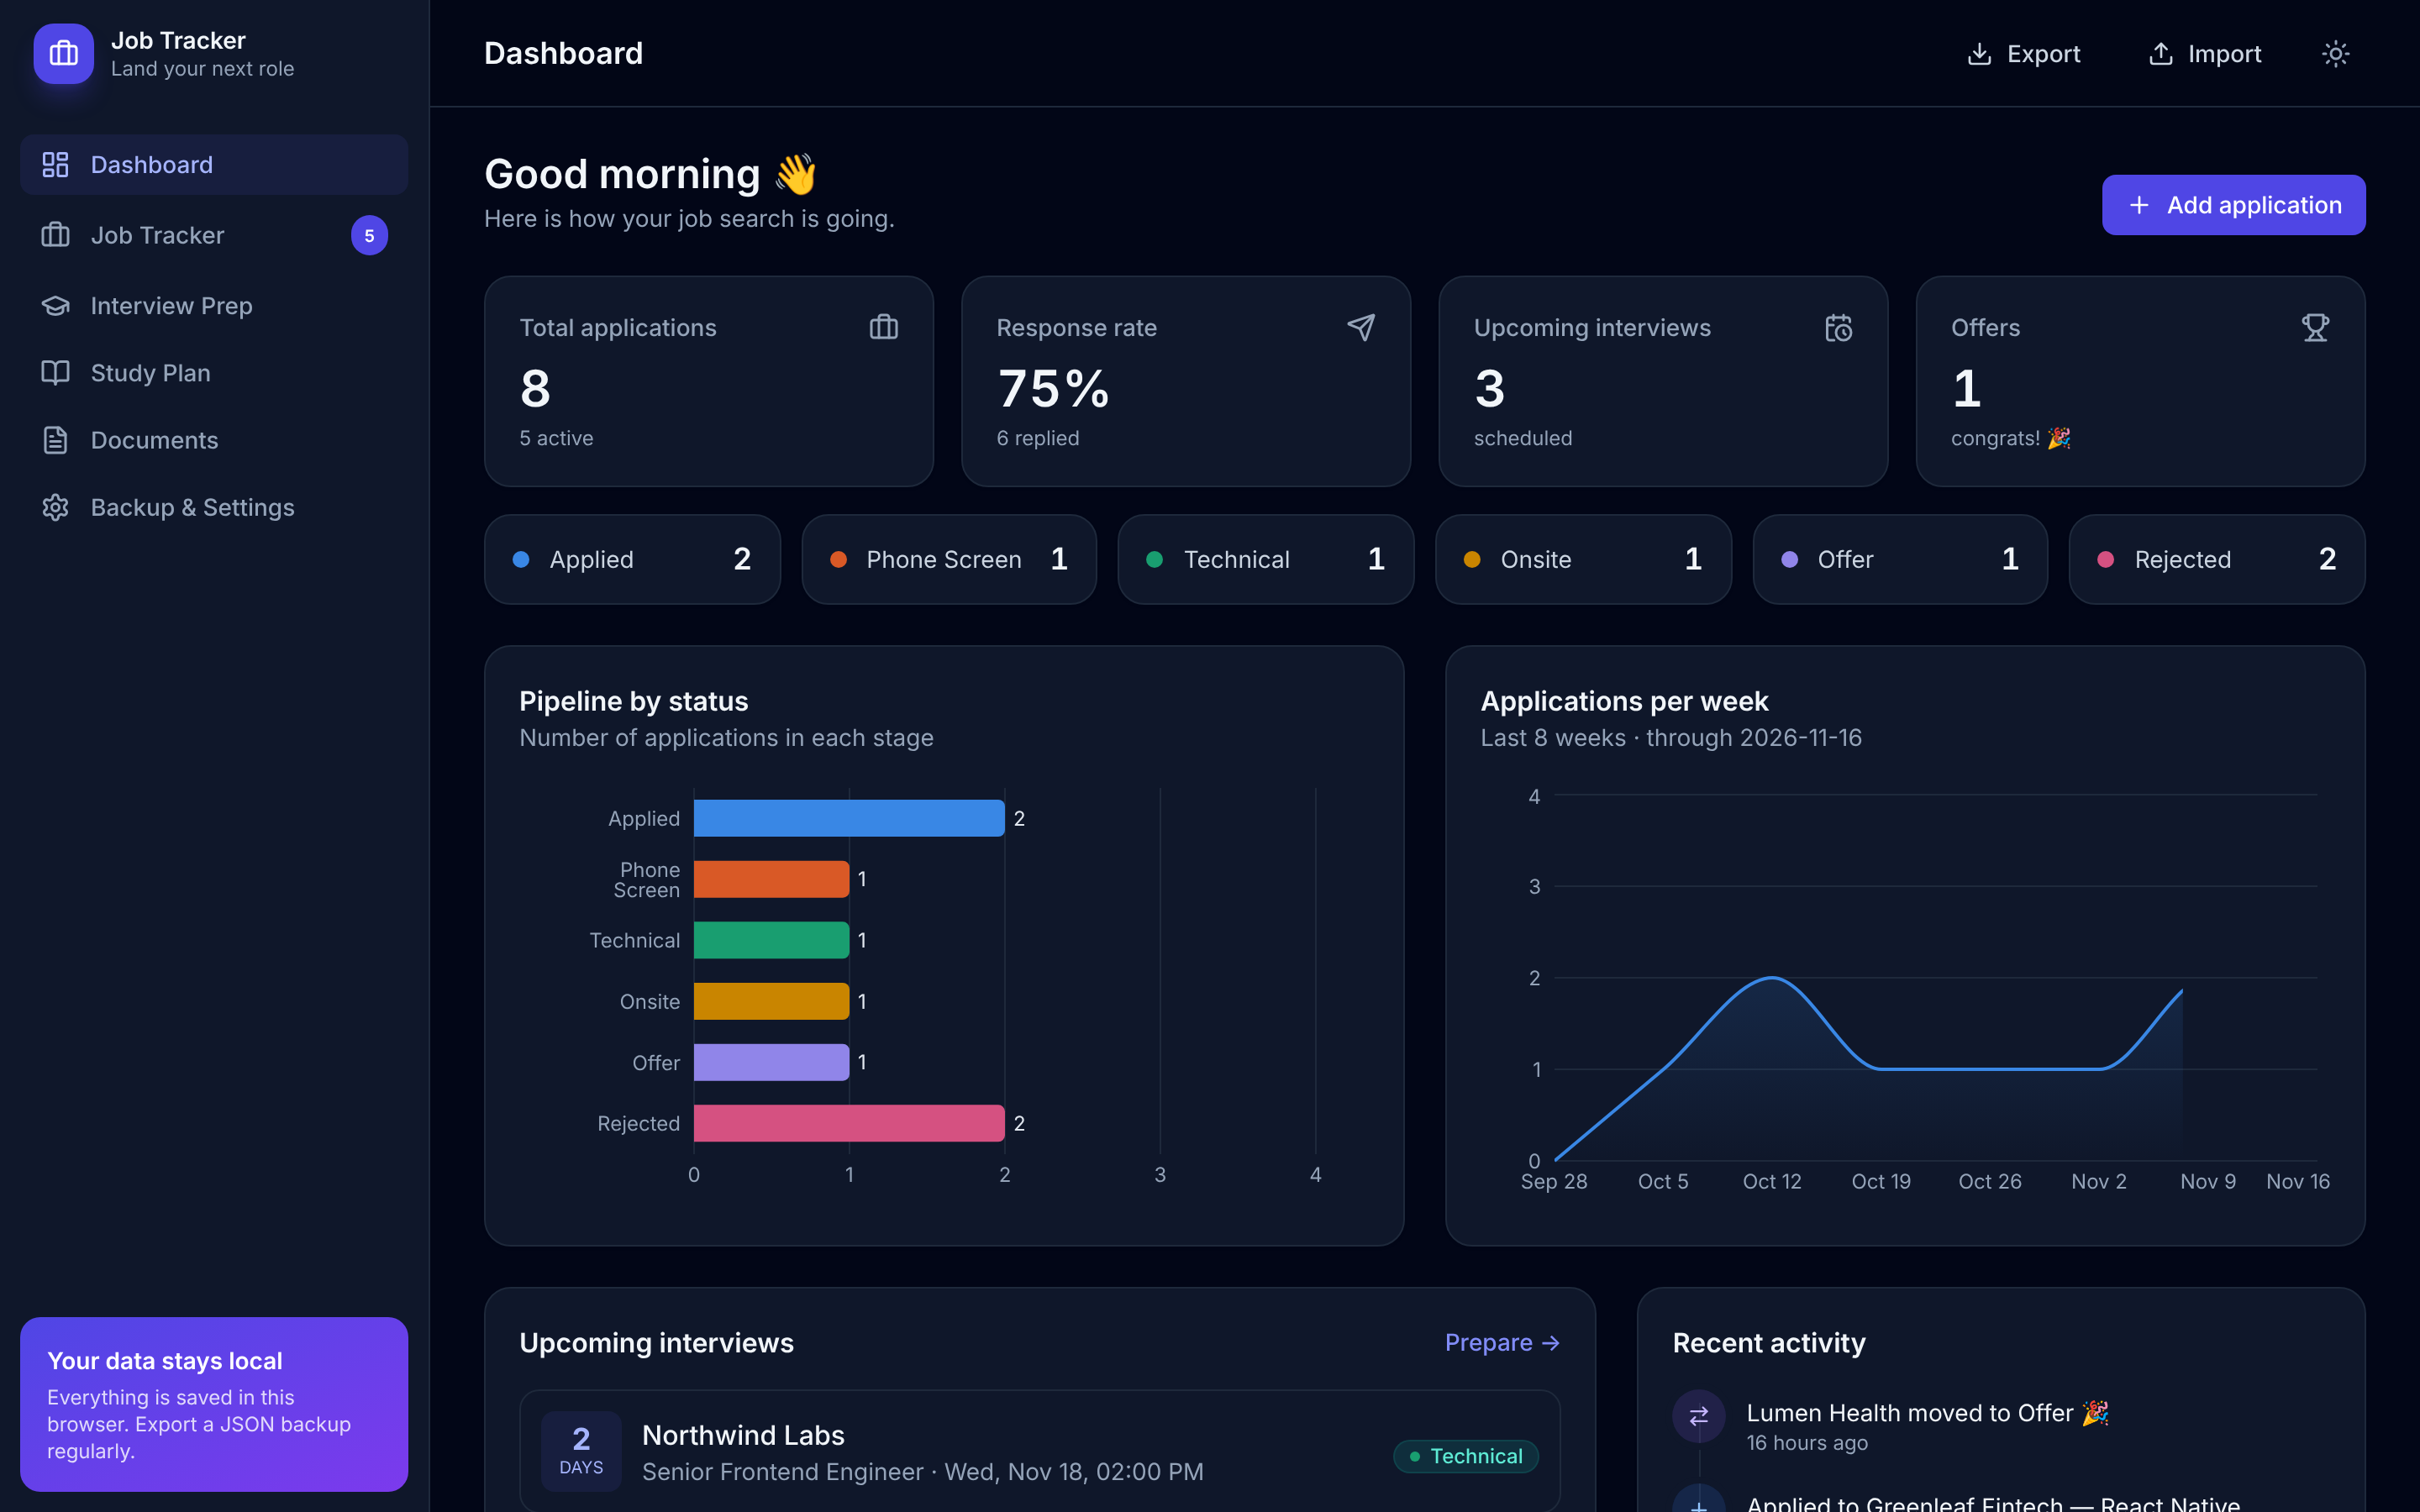 Job Tracker
Land your next role
Dashboard
Job Tracker
5
Interview Prep
Study Plan
Documents
Backup & Settings
Your data stays local
Everything is saved in this
browser. Export a JSON backup
regularly.
Dashboard
Export
Import
Good morning 👋
Here is how your job search is going.
Add application
Total applications
8
5 active
Response rate
75%
6 replied
Upcoming interviews
3
scheduled
Offers
1
congrats! 🎉
Applied 2
Phone Screen 1
Technical 1
Onsite 1
Offer 1
Rejected 2
Pipeline by status
Number of applications in each stage
Applied 2
Phone
Screen
1
Technical 1
Onsite 1
Offer 1
Rejected 2
0 1 2 3 4
Applications per week
Last 8 weeks · through 2026-11-16
4
3
2
1
0
Sep 28 Oct 5 Oct 12 Oct 19 Oct 26 Nov 2 Nov 9 Nov 16
Upcoming interviews
Prepare →
2
DAYS
Northwind Labs
Senior Frontend Engineer · Wed, Nov 18, 02:00 PM
Technical
Recent activity
Lumen Health moved to Offer 🎉
16 hours ago
Applied to Greenleaf Fintech — React Native